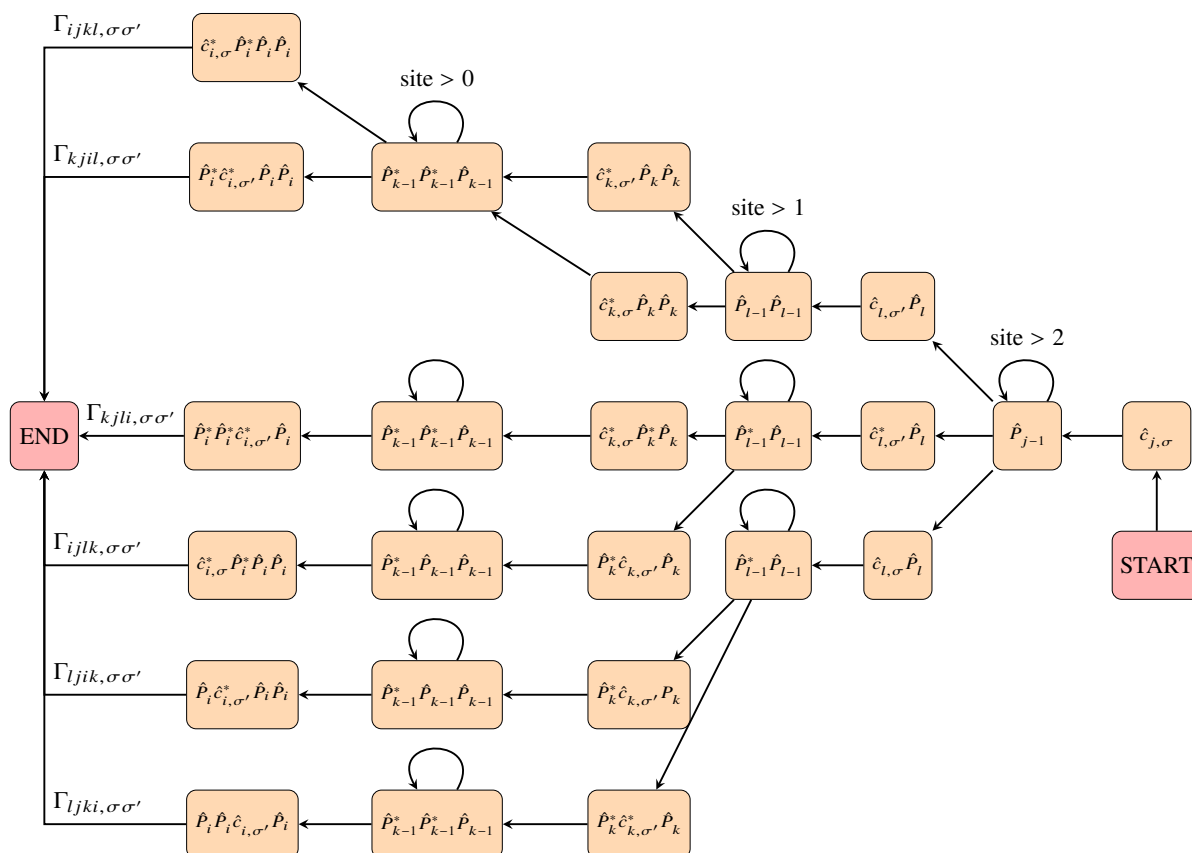 Γ_{ijkl,σσ′}
ĉ*_{i,σ} P̂*_i P̂_i P̂_i
site > 0
Γ_{kjil,σσ′}
P̂*_i ĉ*_{i,σ′} P̂_i P̂_i
P̂*_{k−1} P̂*_{k−1} P̂_{k−1}
ĉ*_{k,σ′} P̂_k P̂_k
site > 1
ĉ*_{k,σ} P̂_k P̂_k
P̂_{l−1} P̂_{l−1}
ĉ_{l,σ′} P̂_l
site > 2
END
Γ_{kjli,σσ′}
P̂*_i P̂*_i ĉ*_{i,σ′} P̂_i
P̂*_{k−1} P̂*_{k−1} P̂_{k−1}
ĉ*_{k,σ} P̂*_k P̂_k
P̂*_{l−1} P̂_{l−1}
ĉ*_{l,σ′} P̂_l
P̂_{j−1}
ĉ_{j,σ}
Γ_{ijlk,σσ′}
ĉ*_{i,σ} P̂*_i P̂_i P̂_i
P̂*_{k−1} P̂_{k−1} P̂_{k−1}
P̂*_k ĉ_{k,σ′} P̂_k
P̂*_{l−1} P̂_{l−1}
ĉ_{l,σ} P̂_l
START
Γ_{ljik,σσ′}
P̂_i ĉ*_{i,σ′} P̂_i P̂_i
P̂*_{k−1} P̂_{k−1} P̂_{k−1}
P̂*_k ĉ_{k,σ′} P_k
Γ_{ljki,σσ′}
P̂_i P̂_i ĉ_{i,σ′} P̂_i
P̂*_{k−1} P̂*_{k−1} P̂_{k−1}
P̂*_k ĉ*_{k,σ′} P̂_k